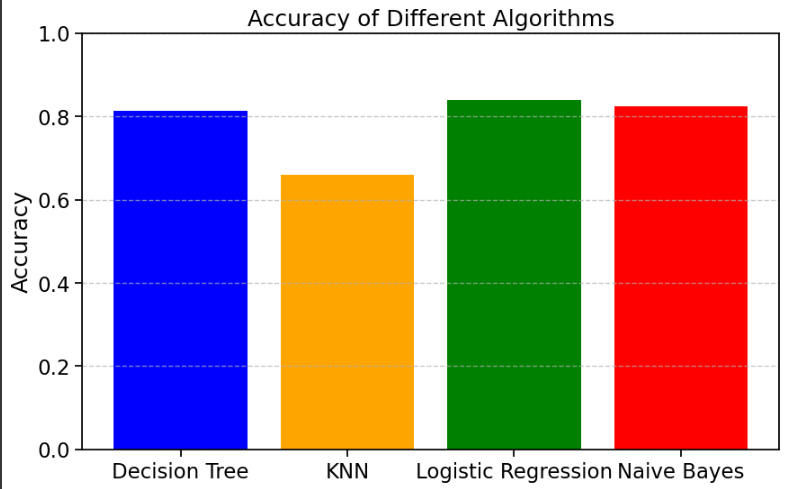 Accuracy of Different Algorithms
1.0
0.8
0.6
0.4
0.2
0.0
Accuracy
Decision Tree KNN Logistic Regression Naive Bayes